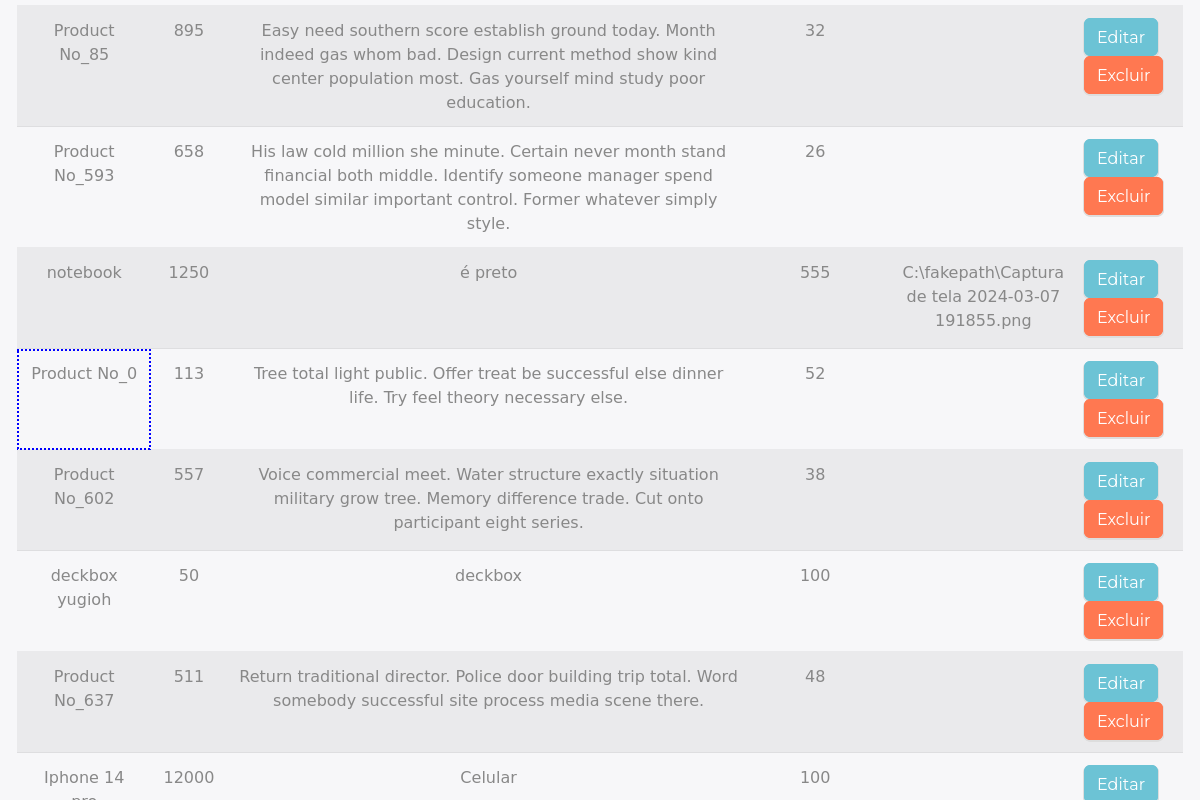 Product 895 Easy need southern score establish ground today. Month 32 Editar
No_85 indeed gas whom bad. Design current method show kind
center population most. Gas yourself mind study poor Excluir
education.
Product 658 His law cold million she minute. Certain never month stand 26 Editar
No_593 financial both middle. Identify someone manager spend
model similar important control. Former whatever simply Excluir
style.
notebook 1250 é preto 555 C:\fakepath\Captura Editar
de tela 2024-03-07
191855.png Excluir
Product No_0 113 Tree total light public. Offer treat be successful else dinner 52 Editar
life. Try feel theory necessary else.
Excluir
Product 557 Voice commercial meet. Water structure exactly situation 38 Editar
No_602 military grow tree. Memory difference trade. Cut onto
participant eight series. Excluir
deckbox 50 deckbox 100 Editar
yugioh
Excluir
Product 511 Return traditional director. Police door building trip total. Word 48 Editar
No_637 somebody successful site process media scene there.
Excluir
Iphone 14 12000 Celular 100 Editar